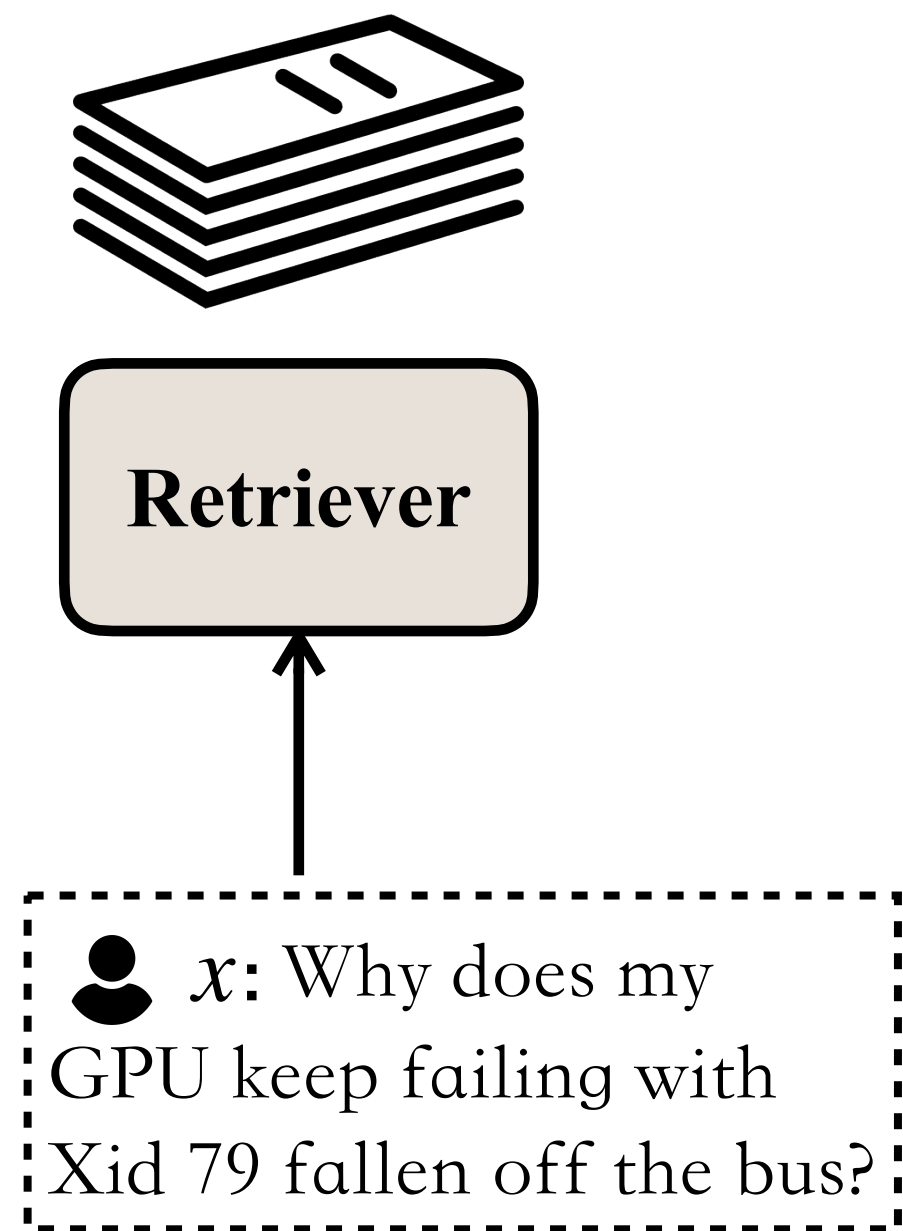 Retriever
x: Why does my
GPU keep failing with
Xid 79 fallen off the bus?